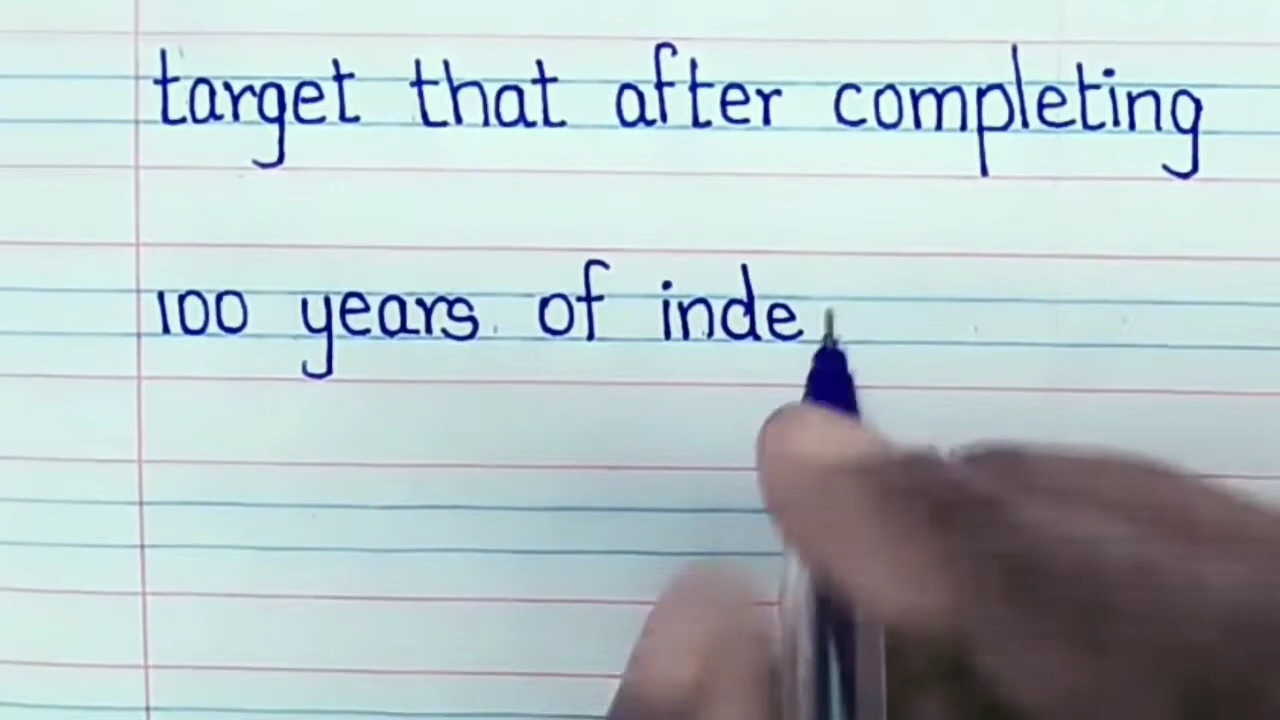 target that after completing
100 years of inde